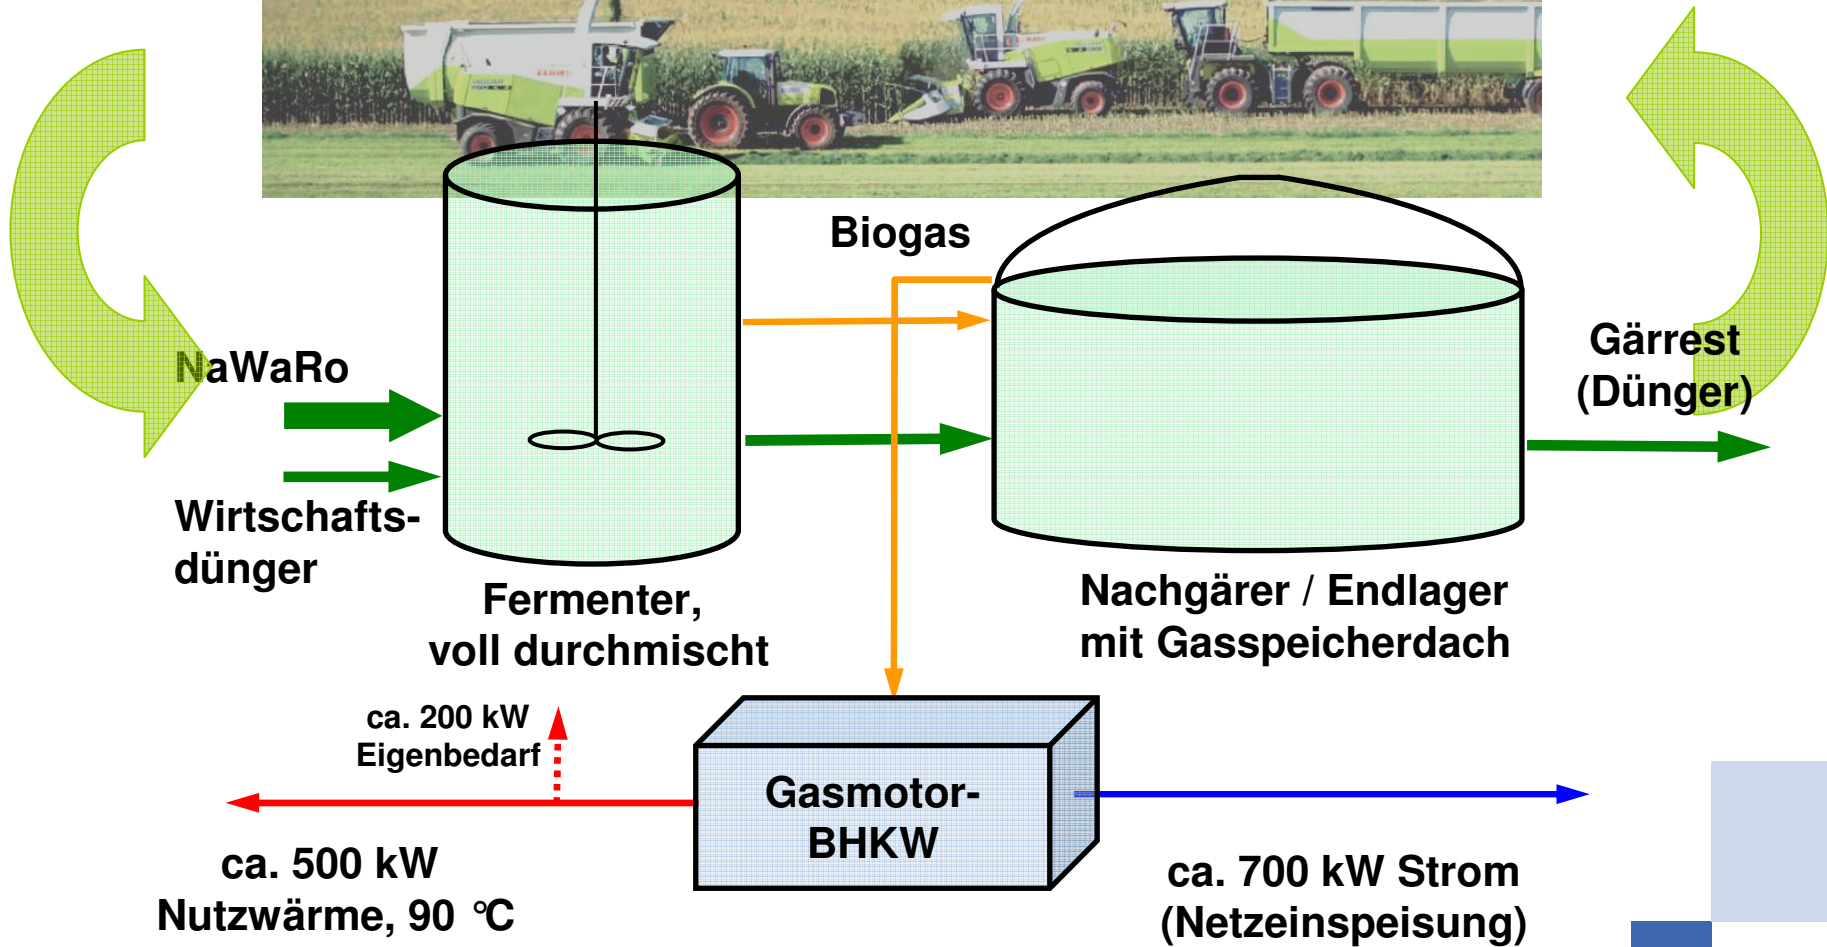 Biogas
NaWaRo
Gärrest
(Dünger)
Wirtschafts-
dünger
Fermenter,
voll durchmischt
Nachgärer / Endlager
mit Gasspeicherdach
ca. 200 kW
Eigenbedarf
Gasmotor-
BHKW
ca. 500 kW
Nutzwärme, 90 °C
ca. 700 kW Strom
(Netzeinspeisung)